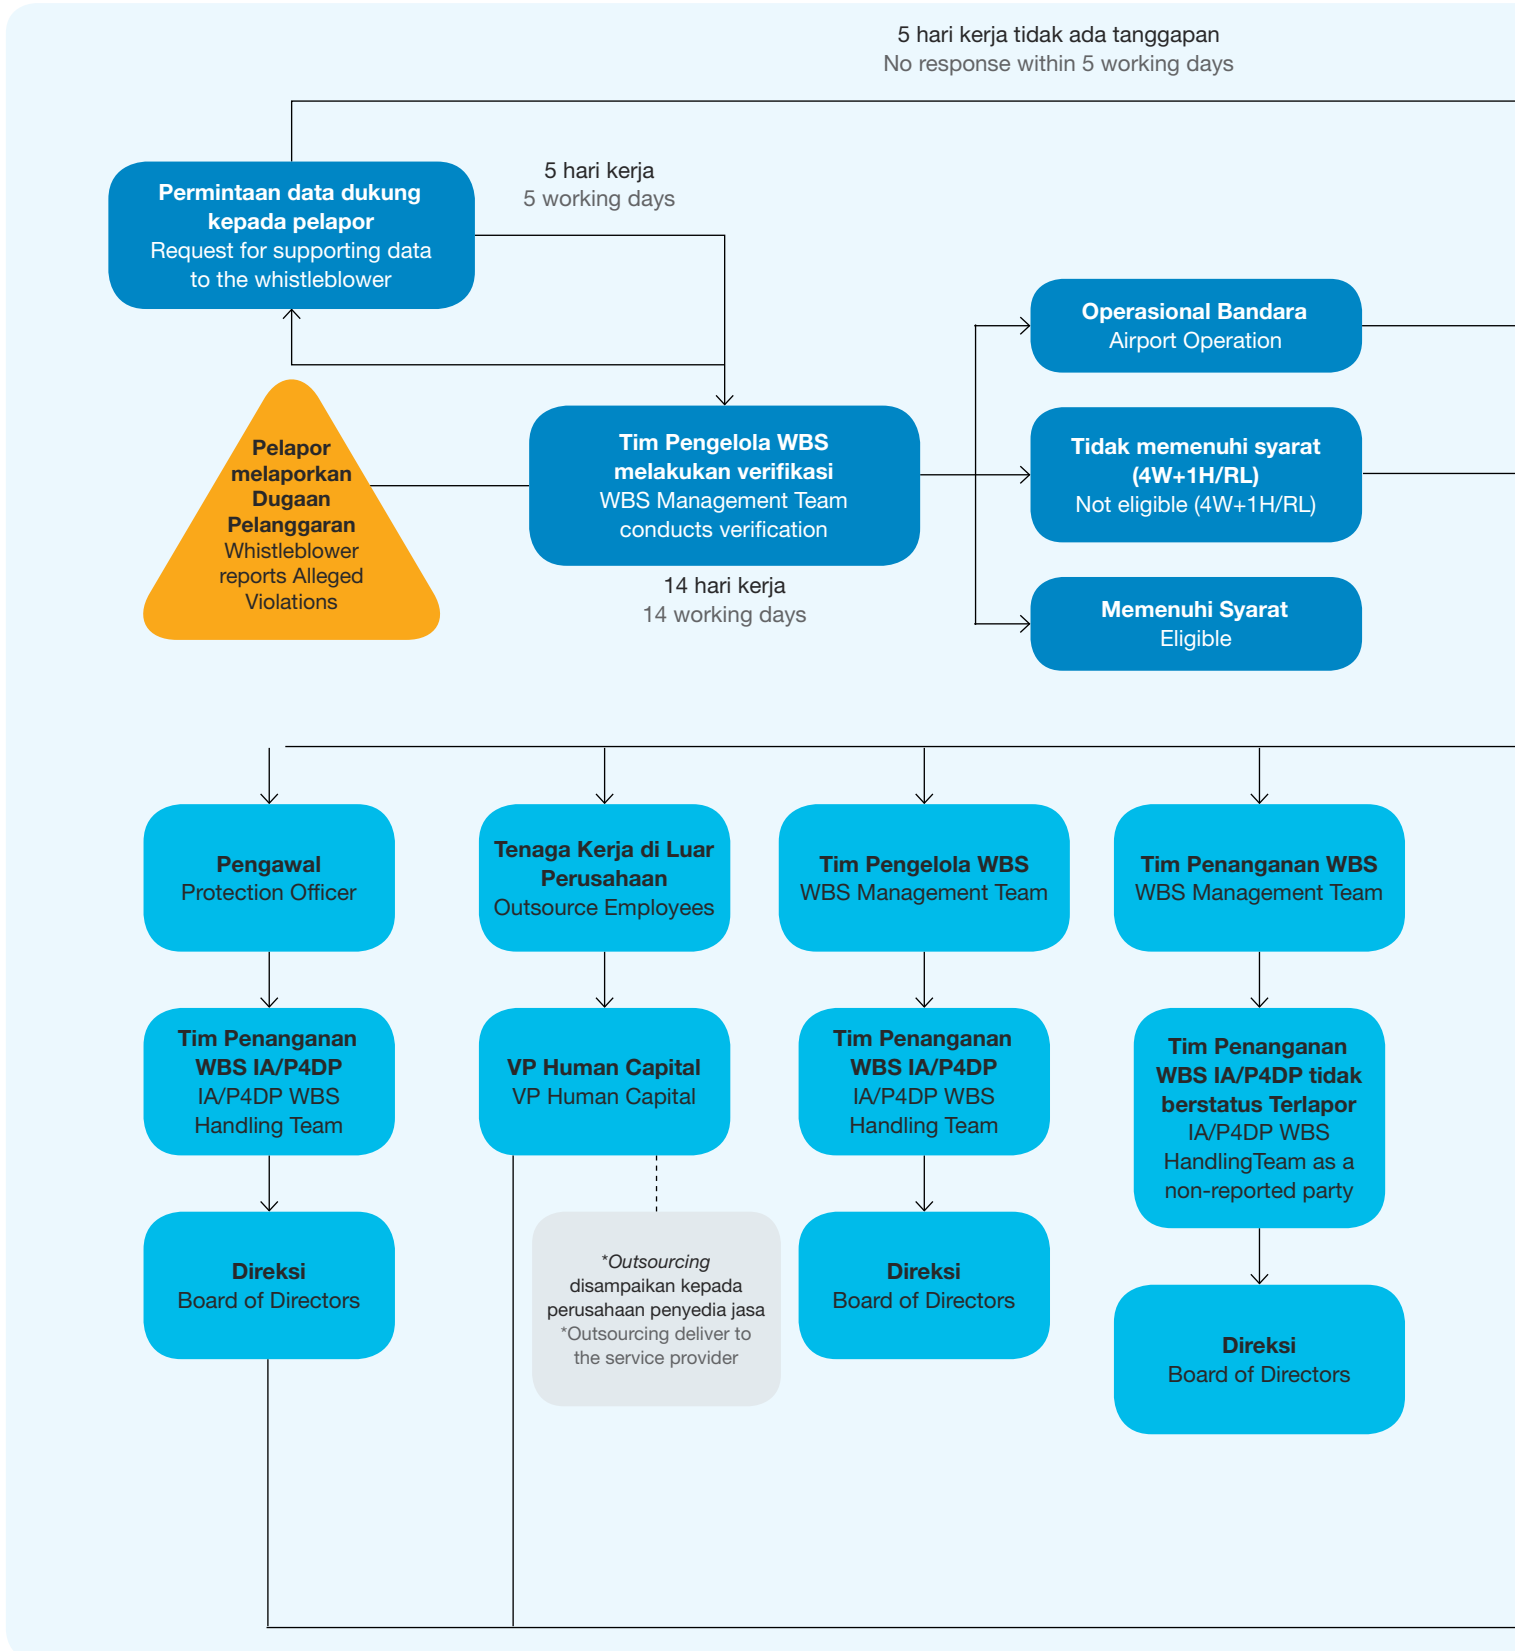 5 hari kerja tidak ada tanggapan
No response within 5 working days
5 hari kerja
5 working days
Permintaan data dukung
kepada pelapor
Request for supporting data
to the whistleblower
Operasional Bandara
Airport Operation
Pelapor
melaporkan
Dugaan
Pelanggaran
Whistleblower
reports Alleged
Violations
Tim Pengelola WBS
melakukan verifikasi
WBS Management Team
conducts verification
14 hari kerja
14 working days
Tidak memenuhi syarat
(4W+1H/RL)
Not eligible (4W+1H/RL)
Memenuhi Syarat
Eligible
Pengawal
Protection Officer
Tenaga Kerja di Luar
Perusahaan
Outsource Employees
Tim Pengelola WBS
WBS Management Team
Tim Penanganan WBS
WBS Management Team
Tim Penanganan
WBS IA/P4DP
IA/P4DP WBS
Handling Team
VP Human Capital
VP Human Capital
Tim Penanganan
WBS IA/P4DP
IA/P4DP WBS
Handling Team
Tim Penanganan
WBS IA/P4DP tidak
berstatus Terlapor
IA/P4DP WBS
HandlingTeam as a
non-reported party
Direksi
Board of Directors
*Outsourcing
disampaikan kepada
perusahaan penyedia jasa
*Outsourcing deliver to
the service provider
Direksi
Board of Directors
Direksi
Board of Directors